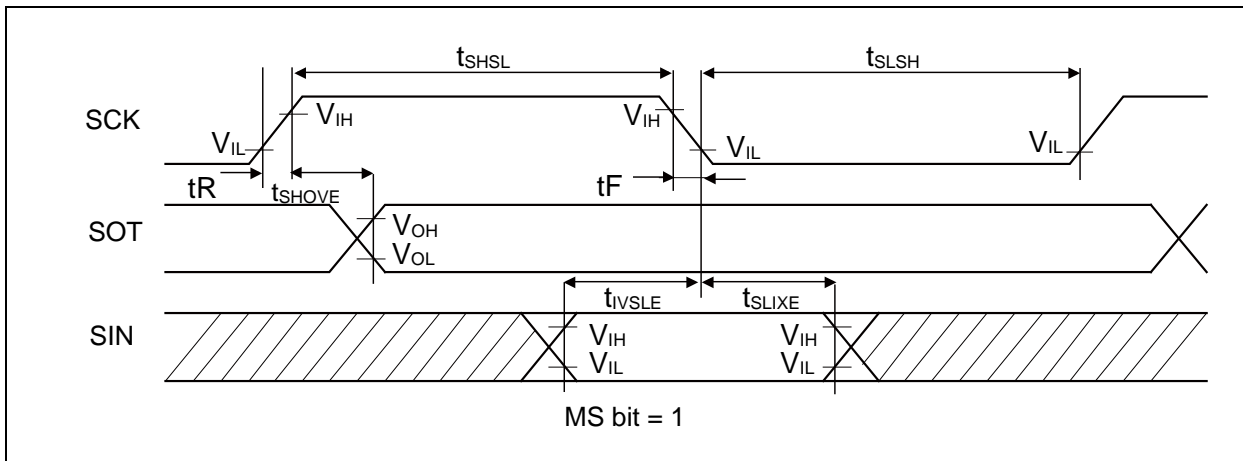 tSHSL
tSLSH
SCK
VIH
VIH
VIL
VIL
VIL
tR
tSHOVE
tF
SOT
VOH
VOL
tIVSLE
tSLIXE
SIN
VIH
VIH
VIL
VIL
MS bit = 1